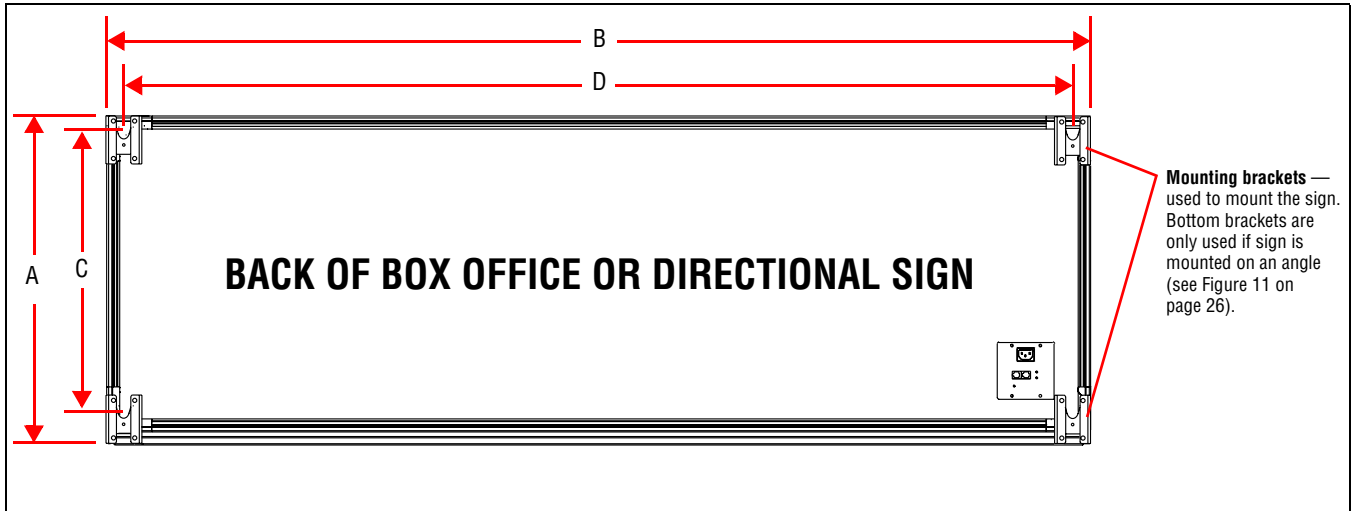 B
D
A
C
BACK OF BOX OFFICE OR DIRECTIONAL SIGN
Mounting brackets —
used to mount the sign.
Bottom brackets are
only used if sign is
mounted on an angle
(see Figure 11 on
page 26).